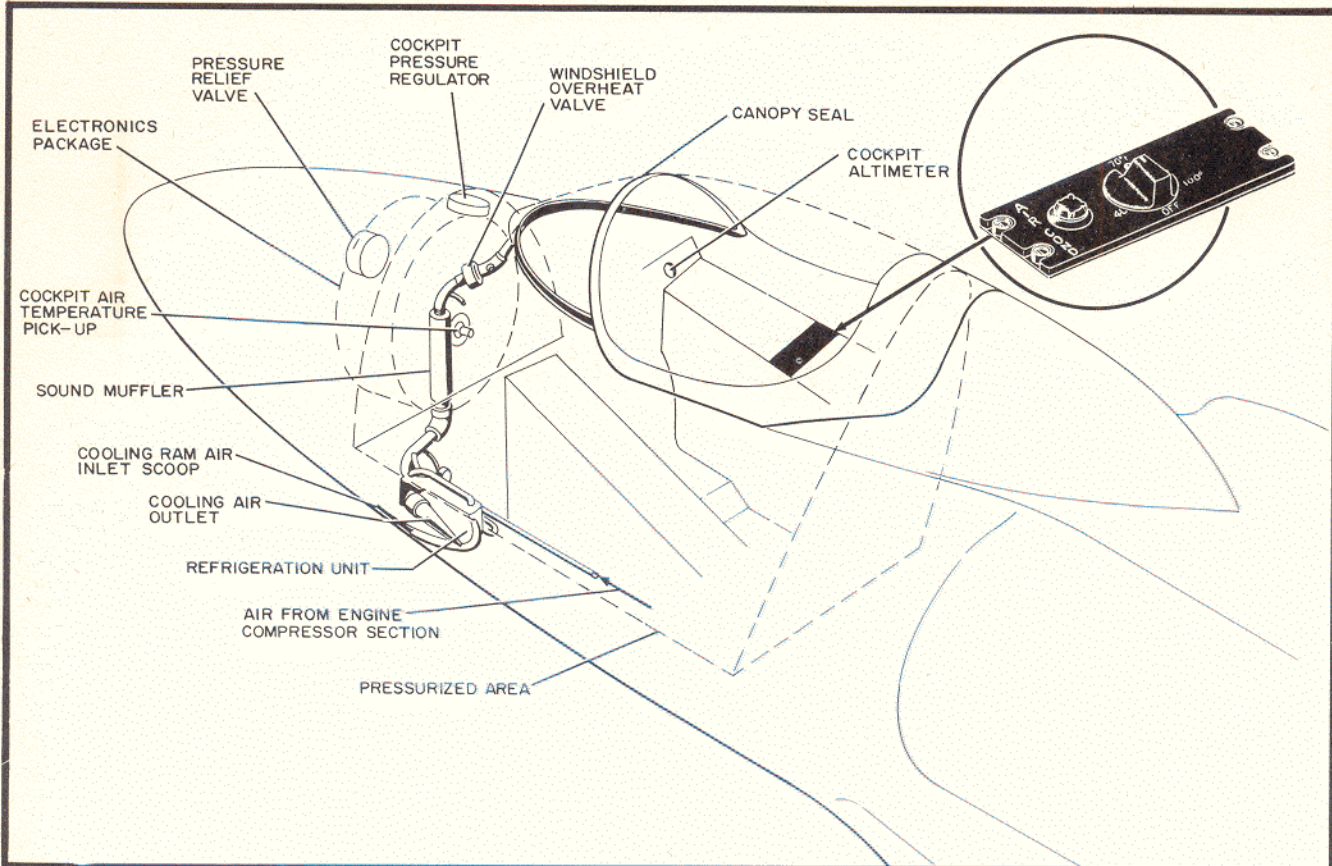 COCKPIT
PRESSURE
REGULATOR
PRESSURE
RELIEF
VALVE
WINDSHIELD
OVERHEAT
VALVE
CANOPY SEAL
ELECTRONICS
PACKAGE
COCKPIT
ALTIMETER
70°
100°
OFF
40
AIR COND
COCKPIT AIR
TEMPERATURE
PICK-UP
SOUND MUFFLER
COOLING RAM AIR
INLET SCOOP
COOLING AIR
OUTLET
REFRIGERATION UNIT
AIR FROM ENGINE
COMPRESSOR SECTION
PRESSURIZED AREA